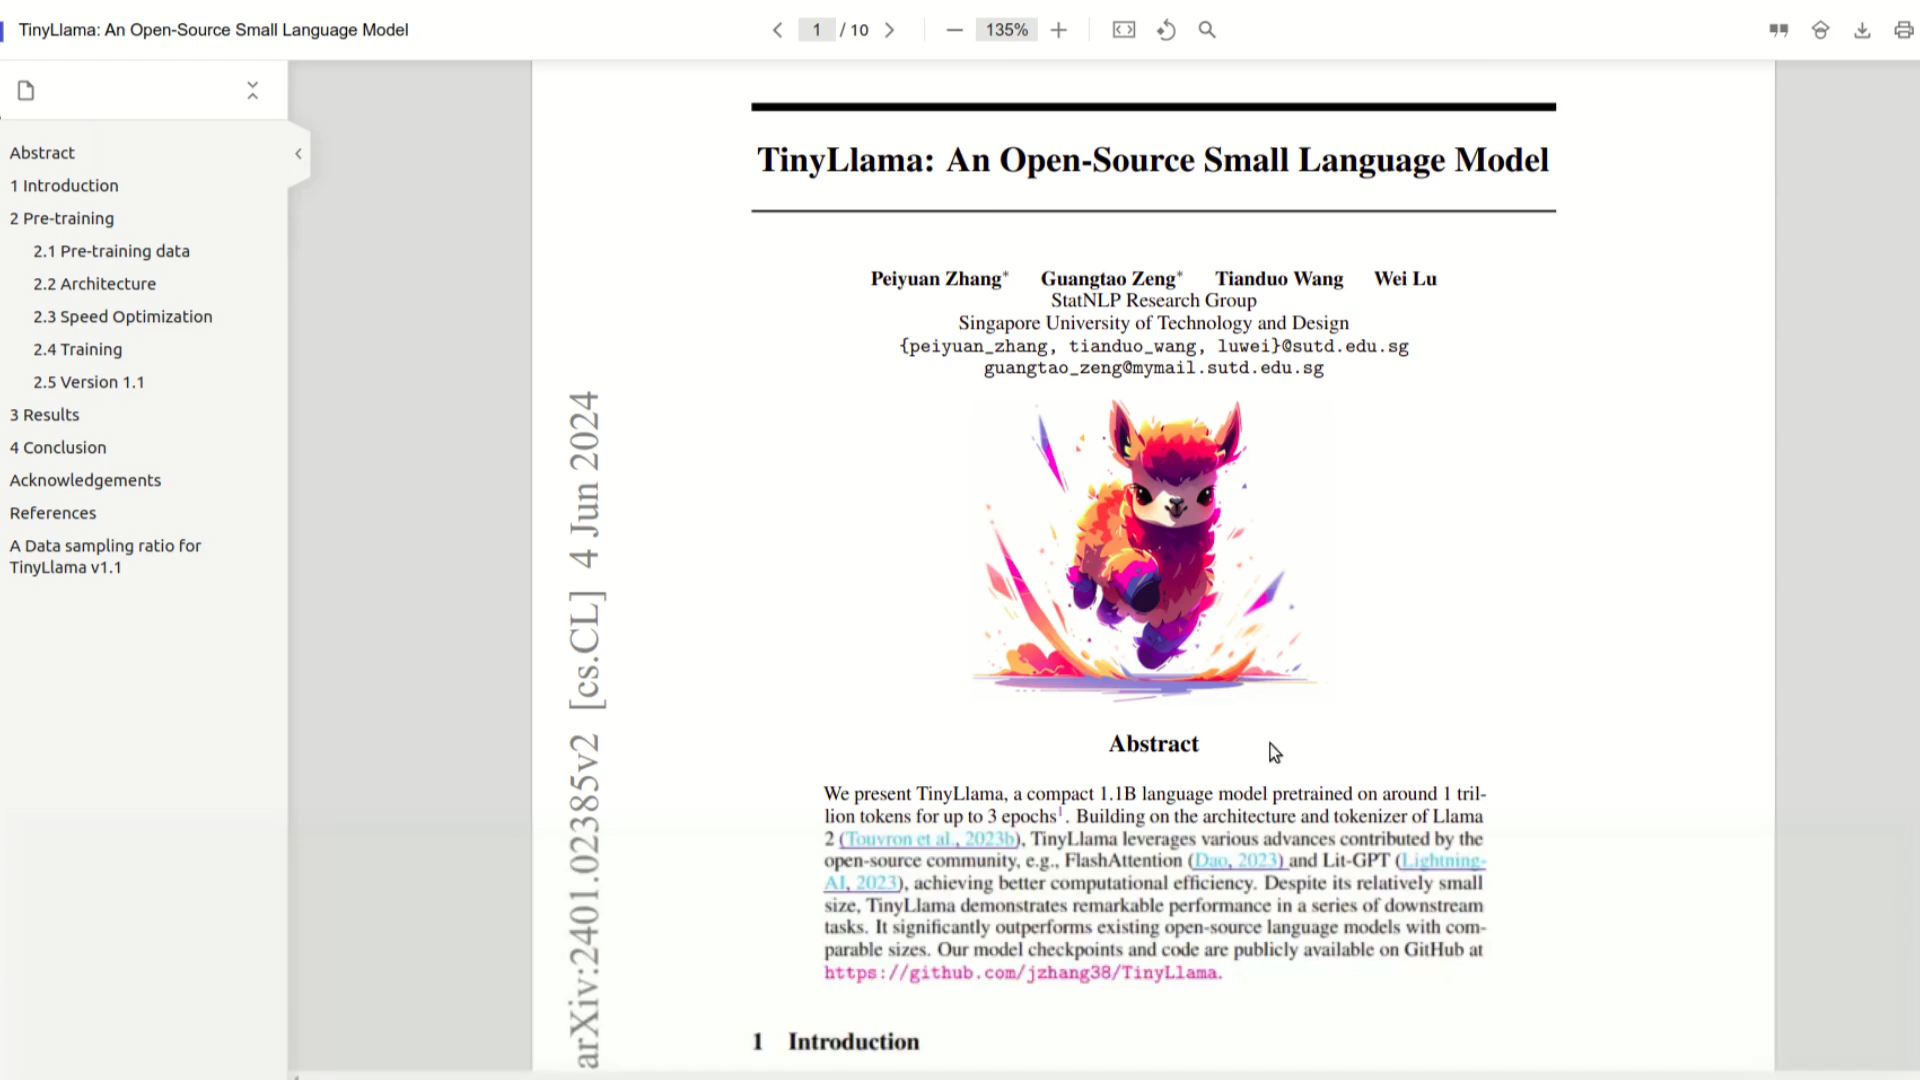 TinyLlama: An Open-Source Small Language Model
1 / 10
135%
Abstract
1 Introduction
2 Pre-training
2.1 Pre-training data
2.2 Architecture
2.3 Speed Optimization
2.4 Training
2.5 Version 1.1
3 Results
4 Conclusion
Acknowledgements
References
A Data sampling ratio for
TinyLlama v1.1
arXiv:2401.02385v2 [cs.CL] 4 Jun 2024
TinyLlama: An Open-Source Small Language Model
Peiyuan Zhang* Guangtao Zeng* Tianduo Wang Wei Lu
StatNLP Research Group
Singapore University of Technology and Design
{peiyuan_zhang, tianduo_wang, luwei}@sutd.edu.sg
guangtao_zeng@mymail.sutd.edu.sg
Abstract
We present TinyLlama, a compact 1.1B language model pretrained on around 1 tril-
lion tokens for up to 3 epochs1. Building on the architecture and tokenizer of Llama
2 (Touvron et al., 2023b), TinyLlama leverages various advances contributed by the
open-source community, e.g., FlashAttention (Dao, 2023) and Lit-GPT (Lightning-
AI, 2023), achieving better computational efficiency. Despite its relatively small
size, TinyLlama demonstrates remarkable performance in a series of downstream
tasks. It significantly outperforms existing open-source language models with com-
parable sizes. Our model checkpoints and code are publicly available on GitHub at
https://github.com/jzhang38/TinyLlama.
1 Introduction